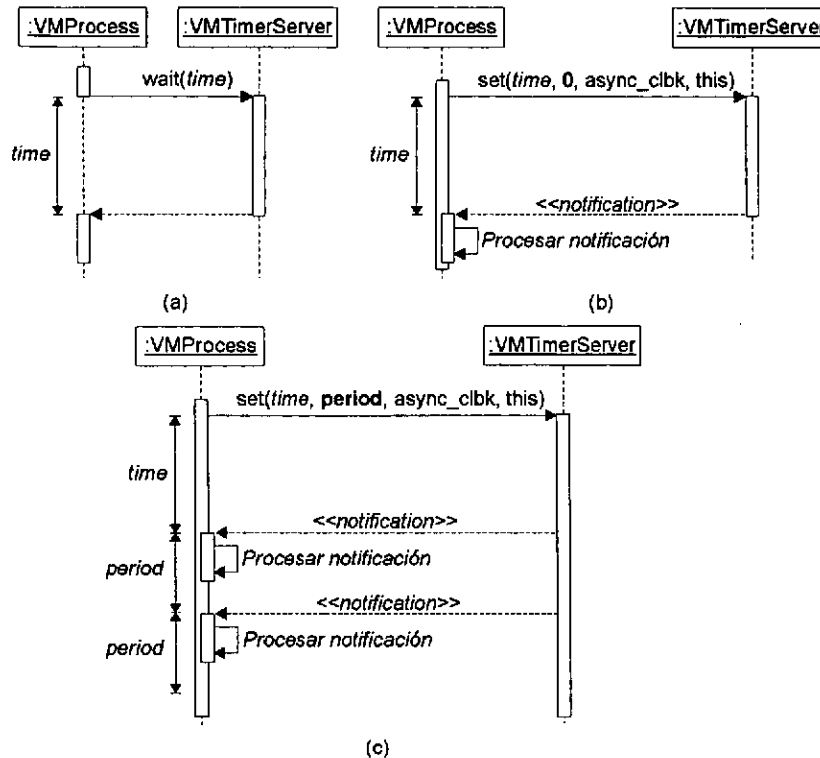 :VMProcess
:VMTimerServer
wait(time)
time
(a)
:VMProcess
:VMTimerServer
set(time, 0, async_clbk, this)
time
<<notification>>
Procesar notificación
(b)
:VMProcess
:VMTimerServer
set(time, period, async_clbk, this)
time
<<notification>>
Procesar notificación
period
<<notification>>
Procesar notificación
period
(c)